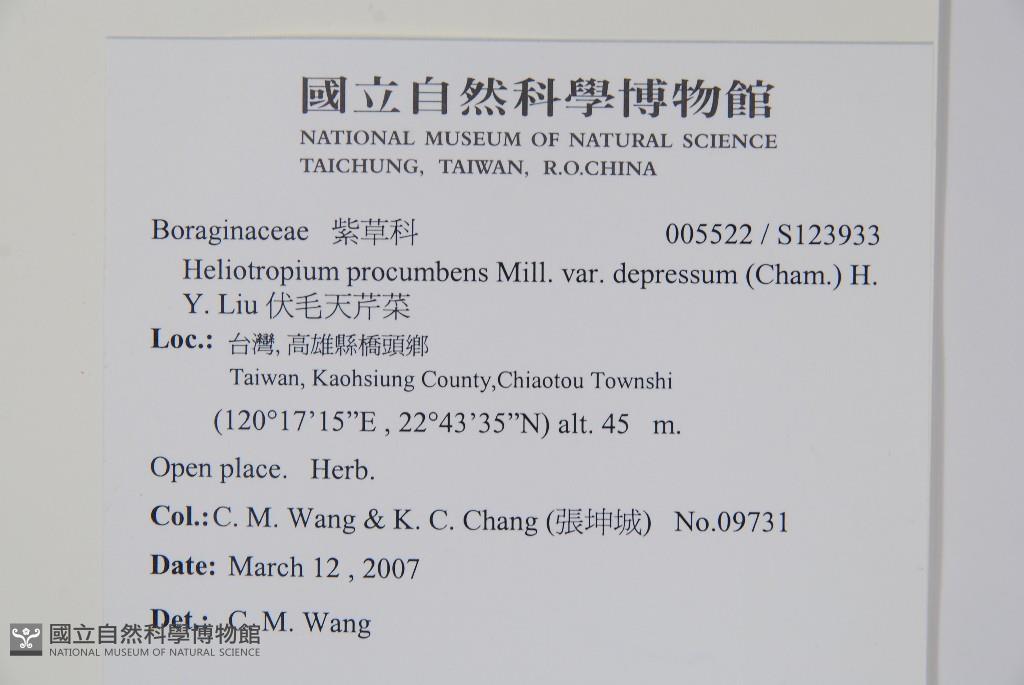 國立自然科學博物館
NATIONAL MUSEUM OF NATURAL SCIENCE
TAICHUNG, TAIWAN, R.O.CHINA
Boraginaceae 紫草科 005522 / S123933
Heliotropium procumbens Mill. var. depressum (Cham.) H.
Y. Liu 伏毛天芹菜
Loc.: 台灣, 高雄縣橋頭鄉
Taiwan, Kaohsiung County,Chiaotou Townshi
(120°17’15”E , 22°43’35”N) alt. 45 m.
Open place. Herb.
Col.: C. M. Wang & K. C. Chang (張坤城) No.09731
Date: March 12 , 2007
Det.: C. M. Wang
國立自然科學博物館
NATIONAL MUSEUM OF NATURAL SCIENCE